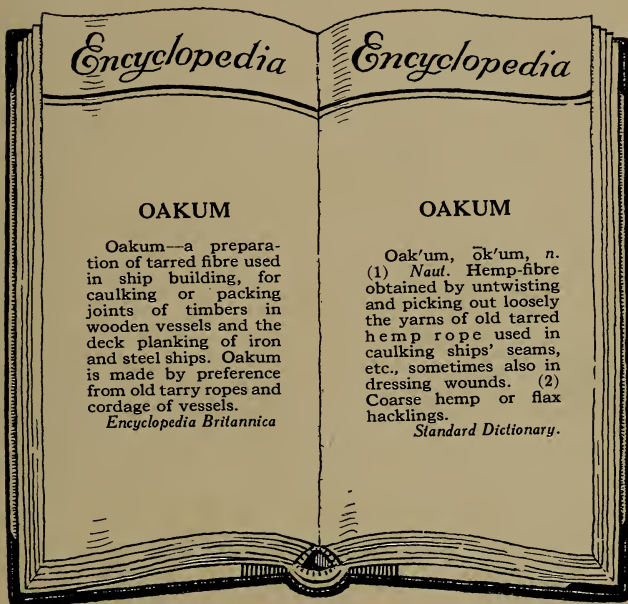 Encyclopedia
OAKUM
Oakum—a prepara-
tion of tarred fibre used
in ship building, for
caulking or packing
joints of timbers in
wooden vessels and the
deck planking of iron
and steel ships. Oakum
is made by preference
from old tarry ropes and
cordage of vessels.
Encyclopedia Britannica
Encyclopedia
OAKUM
Oak'um, ōk'um, n.
(1) Naut. Hemp-fibre
obtained by untwisting
and picking out loosely
the yarns of old tarred
hemp rope used in
caulking ships' seams,
etc., sometimes also in
dressing wounds. (2)
Coarse hemp or flax
hacklings.
Standard Dictionary.